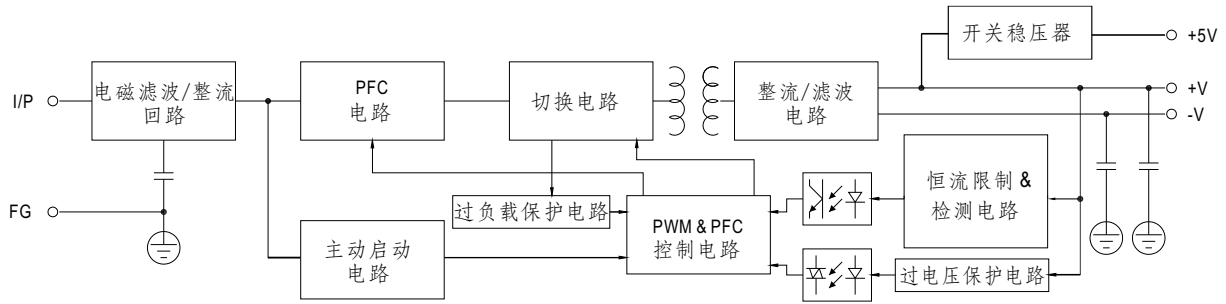 开关稳压器
+5V
I/P
电磁滤波/整流
回路
PFC
电路
切换电路
整流/滤波
电路
+V
-V
恒流限制 &
检测电路
FG
过负载保护电路
PWM & PFC
控制电路
主动启动
电路
过电压保护电路